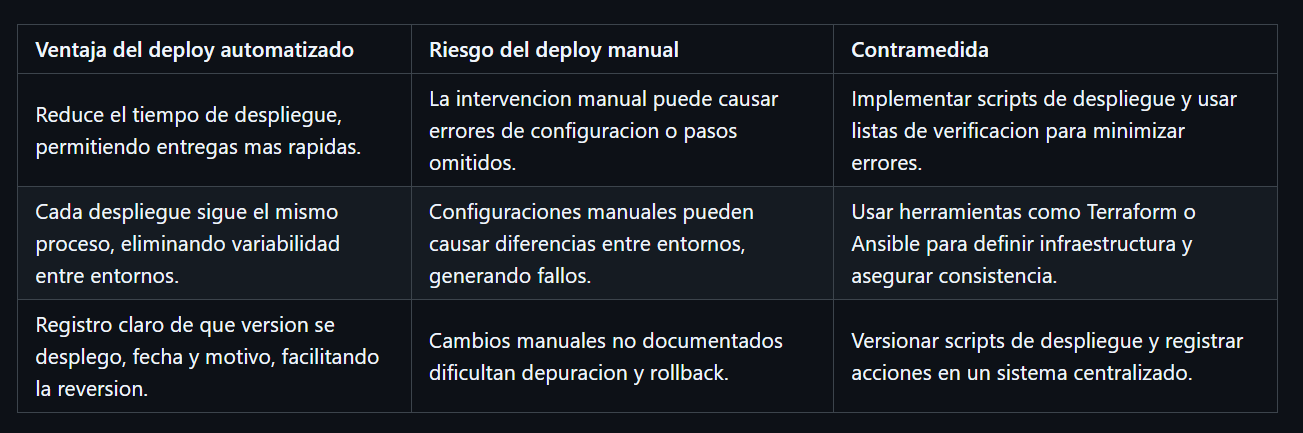 Ventaja del deploy automatizado
Riesgo del deploy manual
Contramedida
Reduce el tiempo de despliegue,
permitiendo entregas mas rapidas.
La intervencion manual puede causar
errores de configuracion o pasos
omitidos.
Implementar scripts de despliegue y usar
listas de verificacion para minimizar
errores.
Cada despliegue sigue el mismo
proceso, eliminando variabilidad
entre entornos.
Configuraciones manuales pueden
causar diferencias entre entornos,
generando fallos.
Usar herramientas como Terraform o
Ansible para definir infraestructura y
asegurar consistencia.
Registro claro de que version se
desplego, fecha y motivo, facilitando
la reversion.
Cambios manuales no documentados
dificultan depuracion y rollback.
Versionar scripts de despliegue y registrar
acciones en un sistema centralizado.